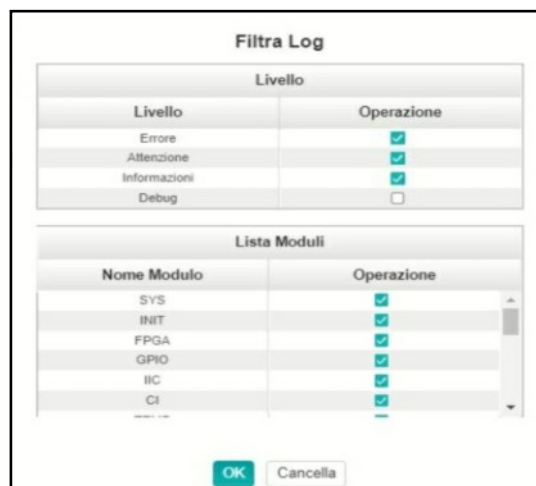 Filtra Log
Livello
Livello Operazione
Errore
Attenzione
Informazioni
Debug
Lista Moduli
Nome Modulo Operazione
SYS
INIT
FPGA
GPIO
IIC
CI
OK Cancella